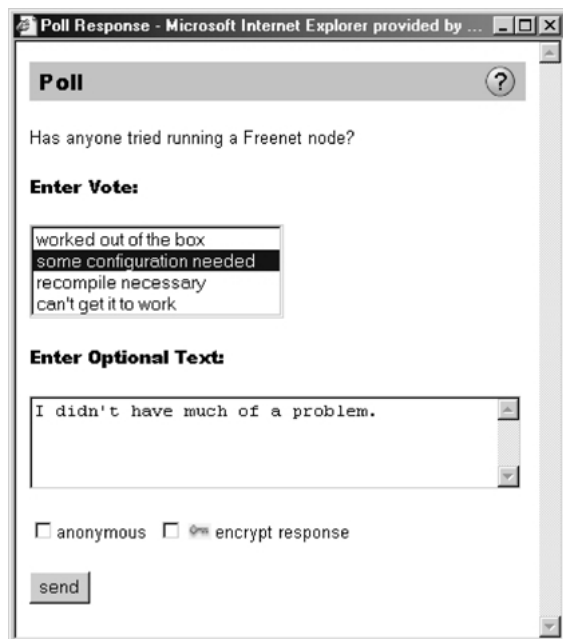 Poll Response - Microsoft Internet Explorer provided by ...
Poll
?
Has anyone tried running a Freenet node?
Enter Vote:
worked out of the box
some configuration needed
recompile necessary
can't get it to work
Enter Optional Text:
I didn't have much of a problem.
anonymous encrypt response
send